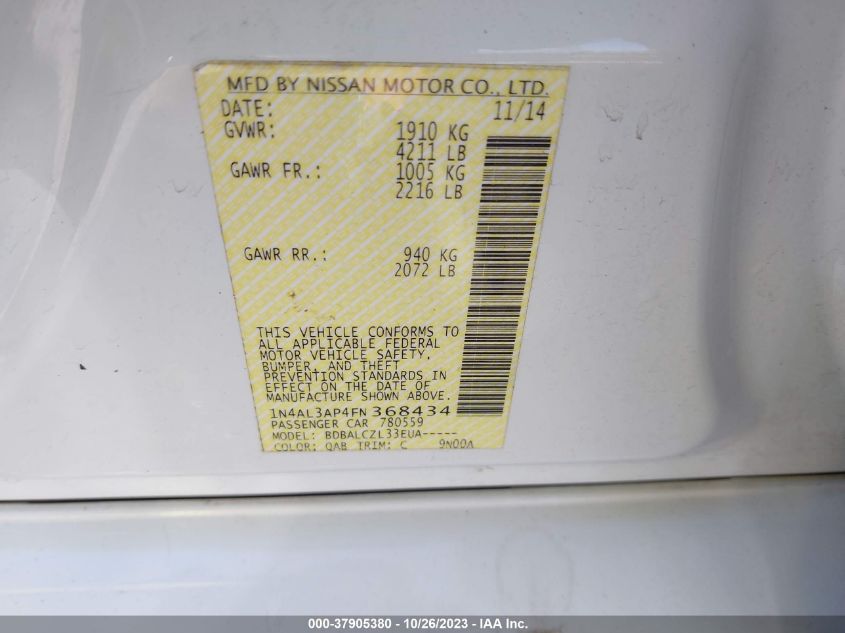 MFD BY NISSAN MOTOR CO., LTD.
DATE: 11/14
GVWR: 1910 KG
4211 LB
GAWR FR.: 1005 KG
2216 LB
GAWR RR.: 940 KG
2072 LB
THIS VEHICLE CONFORMS TO
ALL APPLICABLE FEDERAL
MOTOR VEHICLE SAFETY,
BUMPER, AND THEFT
PREVENTION STANDARDS IN
EFFECT ON THE DATE OF
MANUFACTURE SHOWN ABOVE.
1N4AL3AP4FN368434
PASSENGER CAR 780559
MODEL: BDBALCZL33EUA-----
COLOR: QAB TRIM: C 9N00A
000-37905380 - 10/26/2023 - IAA Inc.